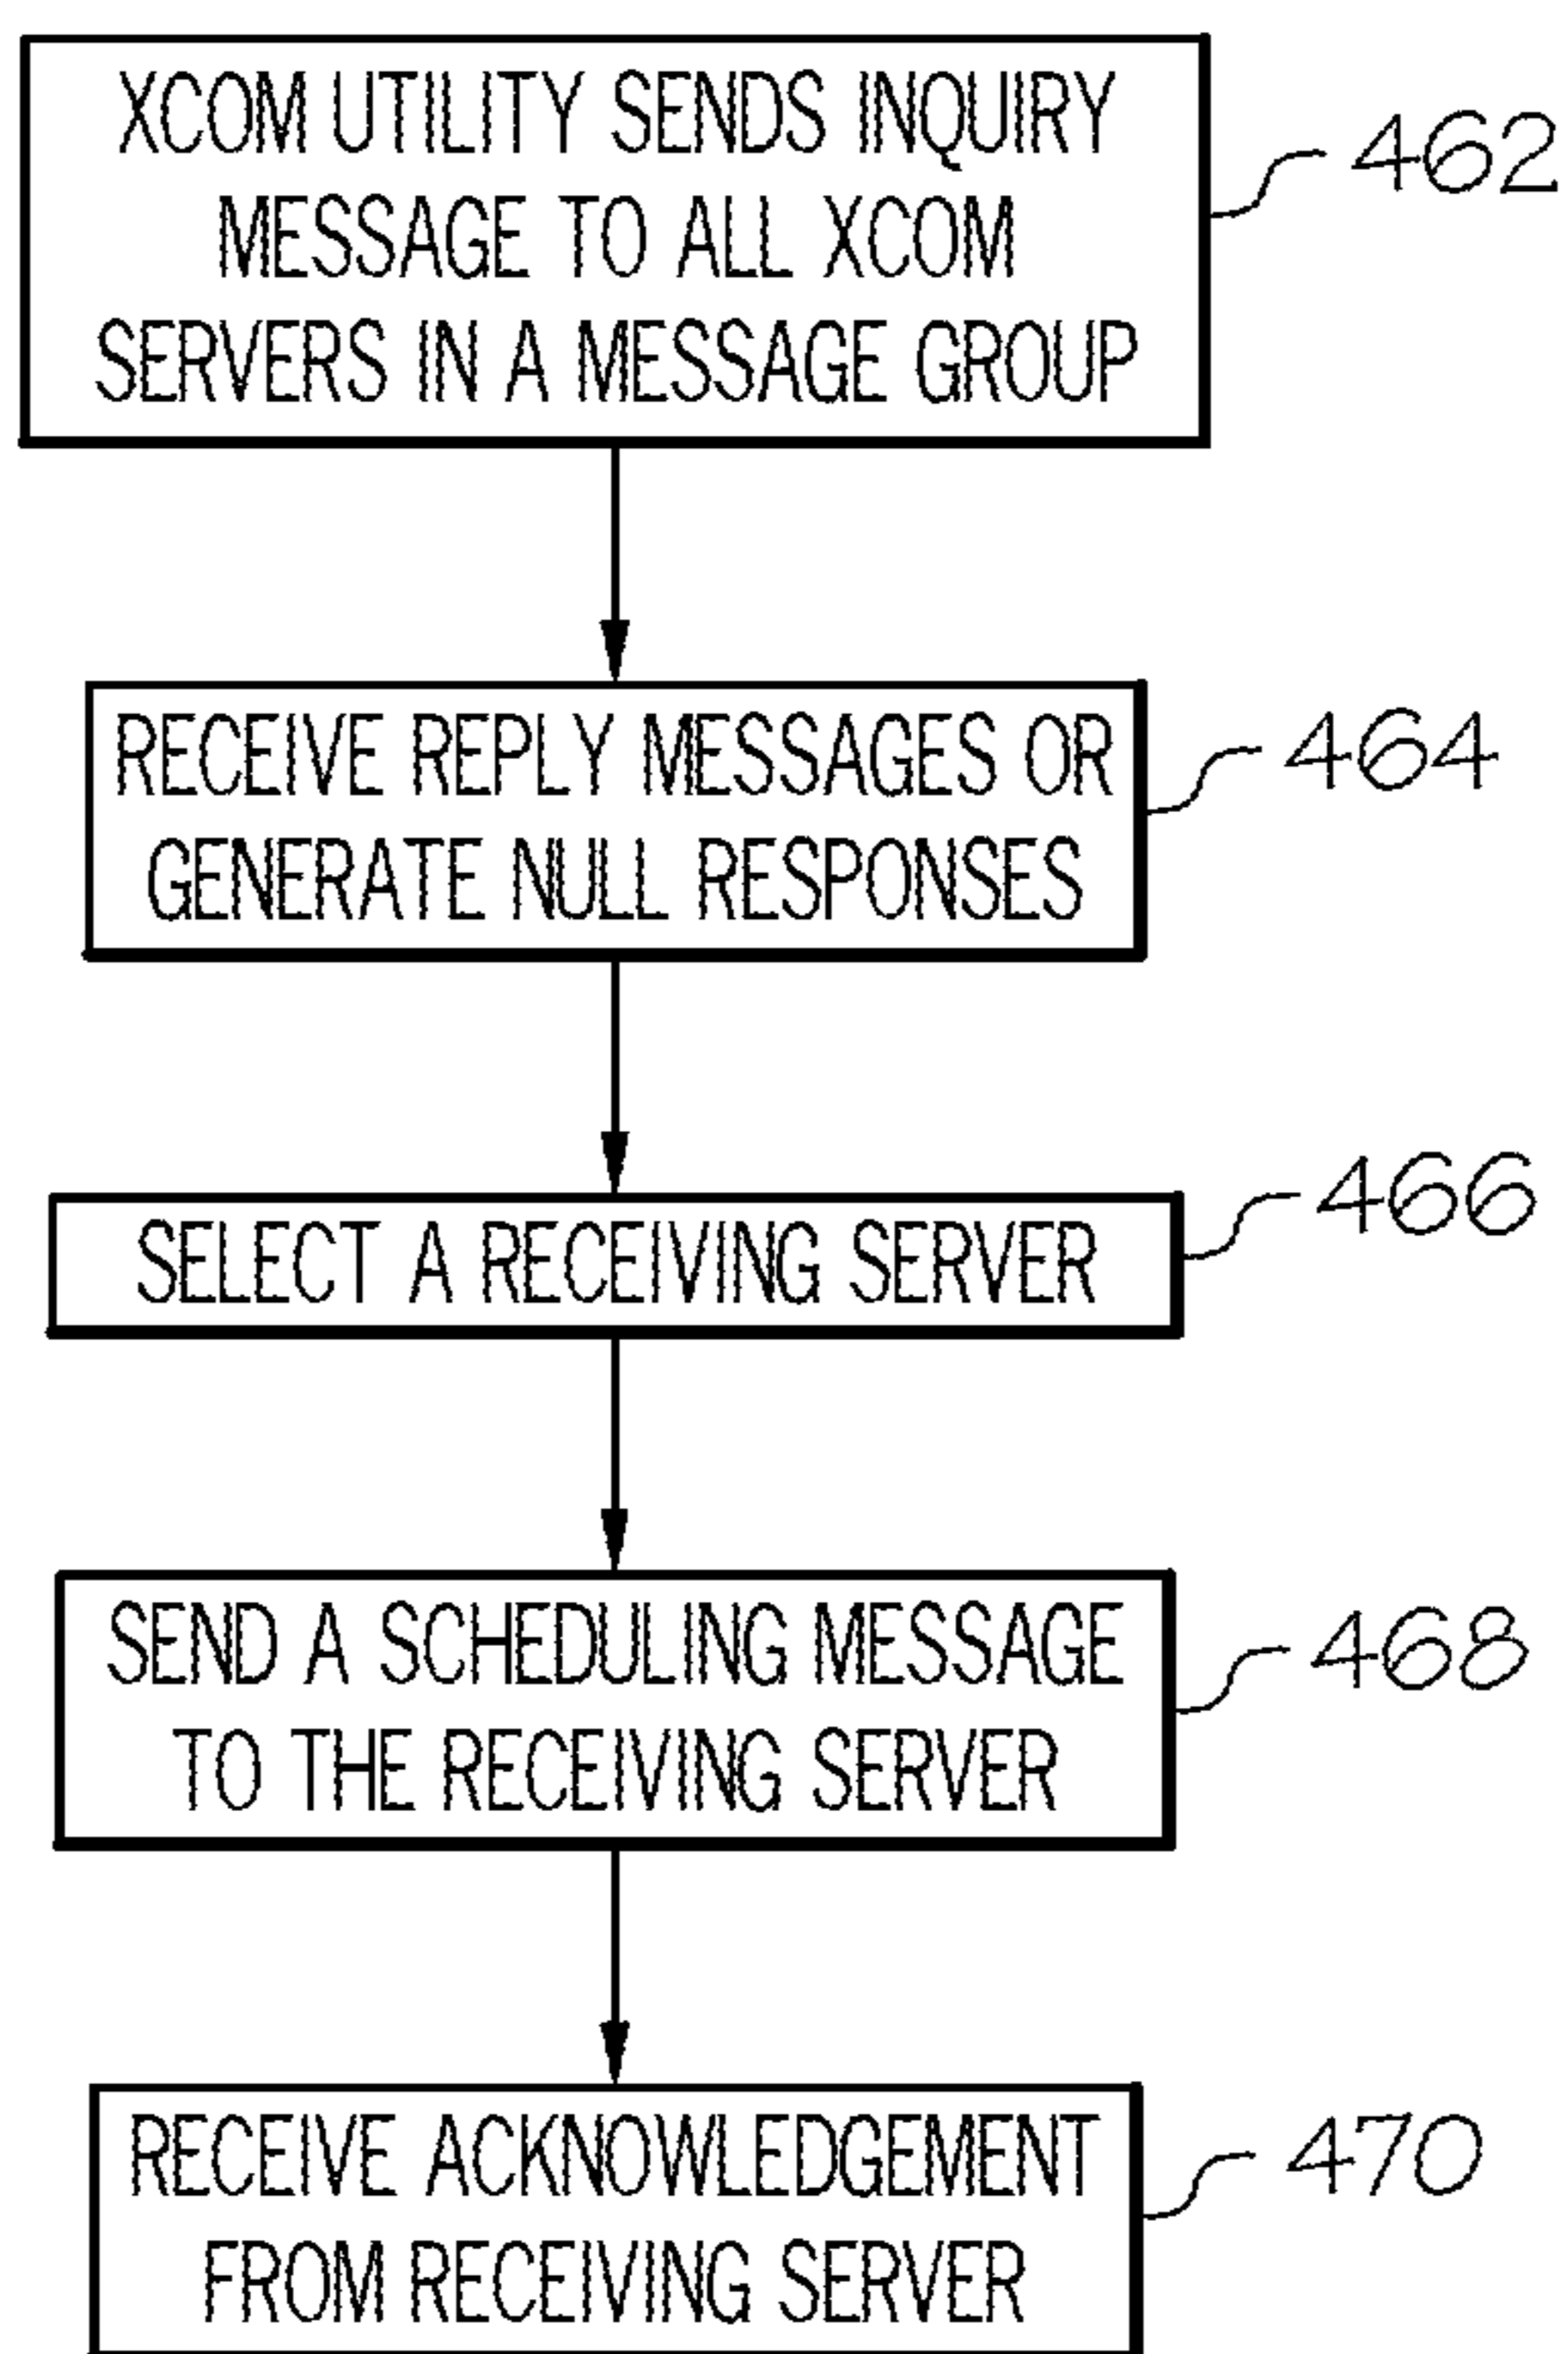 XCOM UTILITY SENDS INQUIRY
MESSAGE TO ALL XCOM
SERVERS IN A MESSAGE GROUP
462
RECEIVE REPLY MESSAGES OR
GENERATE NULL RESPONSES
464
SELECT A RECEIVING SERVER
466
SEND A SCHEDULING MESSAGE
TO THE RECEIVING SERVER
468
RECEIVE ACKNOWLEDGEMENT
FROM RECEIVING SERVER
470